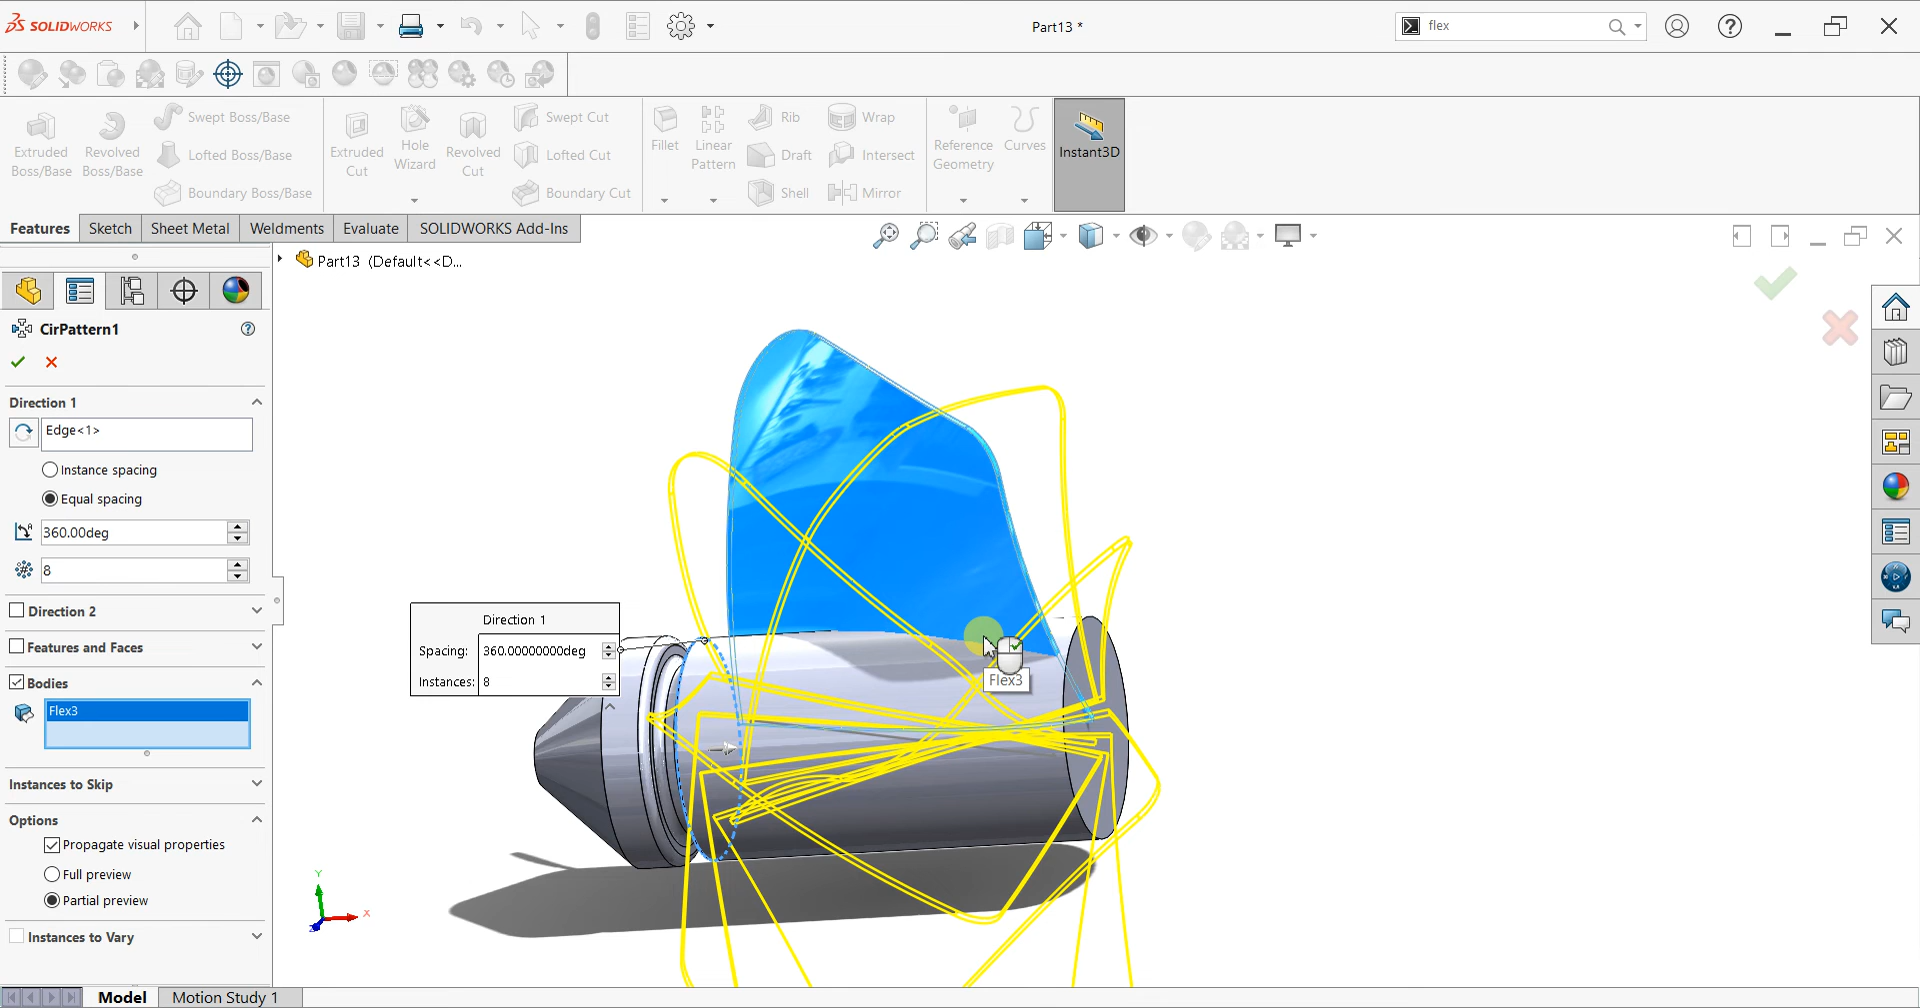 SOLIDWORKS
Part13 *
flex
Extruded Boss/Base
Revolved Boss/Base
Swept Boss/Base
Lofted Boss/Base
Boundary Boss/Base
Extruded Cut
Hole Wizard
Revolved Cut
Swept Cut
Lofted Cut
Boundary Cut
Fillet
Linear Pattern
Rib
Draft
Shell
Wrap
Intersect
Mirror
Reference Geometry
Curves
Instant3D
Features
Sketch
Sheet Metal
Weldments
Evaluate
SOLIDWORKS Add-Ins
Part13 (Default<<D...
CirPattern1
Direction 1
Edge<1>
Instance spacing
Equal spacing
360.00deg
8
Direction 2
Features and Faces
Bodies
Flex3
Instances to Skip
Options
Propagate visual properties
Full preview
Partial preview
Instances to Vary
Direction 1
Spacing: 360.00000000deg
Instances: 8
Flex3
Y
X
Z
Model
Motion Study 1